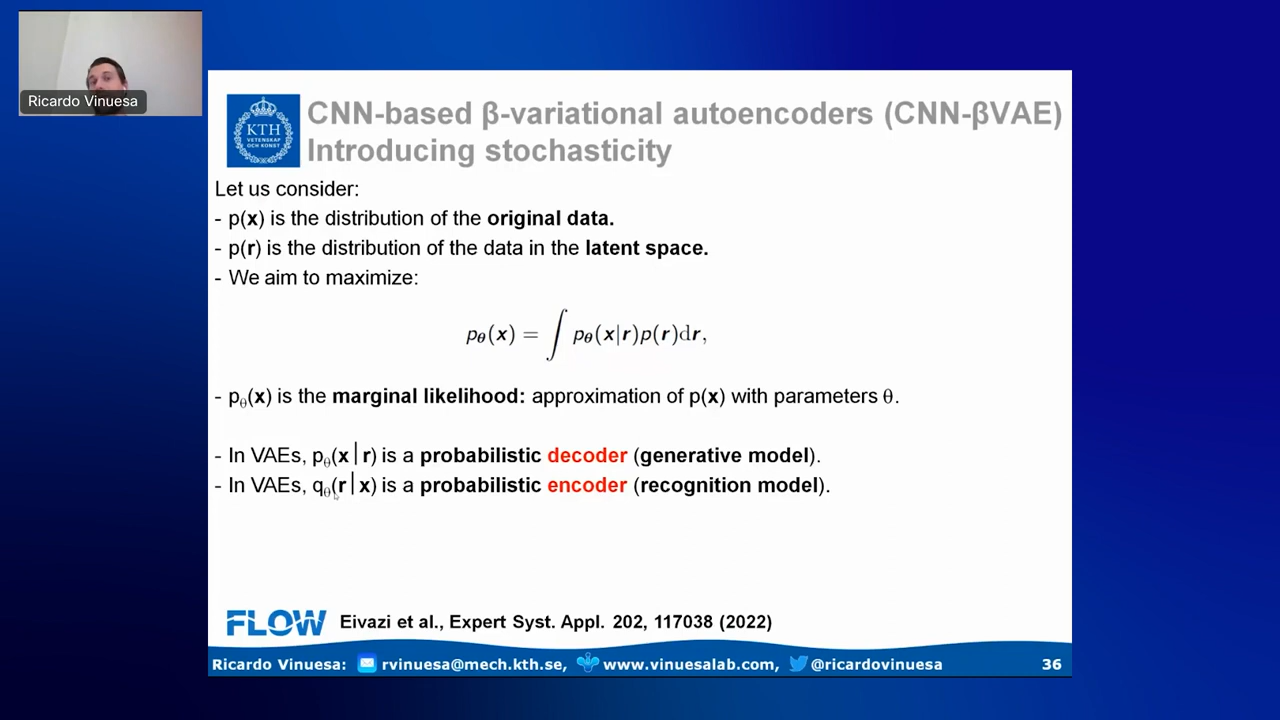 Ricardo Vinuesa
KTH
VETENSKAP
OCH KONST
CNN-based β-variational autoencoders (CNN-βVAE)
Introducing stochasticity
Let us consider:
- p(x) is the distribution of the original data.
- p(r) is the distribution of the data in the latent space.
- We aim to maximize:
pθ(x) = ∫ pθ(x|r)p(r)dr,
- pθ(x) is the marginal likelihood: approximation of p(x) with parameters θ.
- In VAEs, pθ(x|r) is a probabilistic decoder (generative model).
- In VAEs, qθ(r|x) is a probabilistic encoder (recognition model).
FLOW
Eivazi et al., Expert Syst. Appl. 202, 117038 (2022)
Ricardo Vinuesa: rvinuesa@mech.kth.se, www.vinuesalab.com, @ricardovinuesa 36